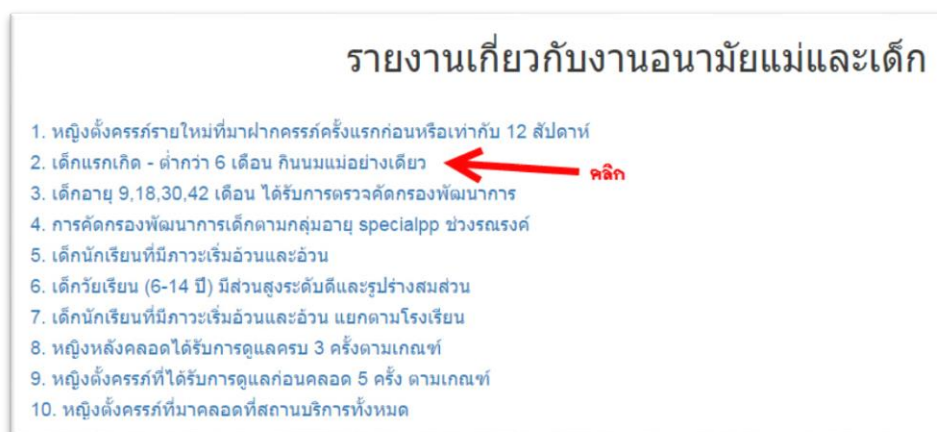 รายงานเกี่ยวกับงานอนามัยแม่และเด็ก
1. หญิงตั้งครรภ์รายใหม่ที่มาฝากครรภ์ครั้งแรกก่อนหรือเท่ากับ 12 สัปดาห์
2. เด็กแรกเกิด - ต่ำกว่า 6 เดือน กินนมแม่อย่างเดียว
คลิก
3. เด็กอายุ 9,18,30,42 เดือน ได้รับการตรวจคัดกรองพัฒนาการ
4. การคัดกรองพัฒนาการเด็กตามกลุ่มอายุ specialpp ช่วงรณรงค์
5. เด็กนักเรียนที่มีภาวะเริ่มอ้วนและอ้วน
6. เด็กวัยเรียน (6-14 ปี) มีส่วนสูงระดับดีและรูปร่างสมส่วน
7. เด็กนักเรียนที่มีภาวะเริ่มอ้วนและอ้วน แยกตามโรงเรียน
8. หญิงหลังคลอดได้รับการดูแลครบ 3 ครั้งตามเกณฑ์
9. หญิงตั้งครรภ์ที่ได้รับการดูแลก่อนคลอด 5 ครั้ง ตามเกณฑ์
10. หญิงตั้งครรภ์ที่มาคลอดที่สถานบริการทั้งหมด